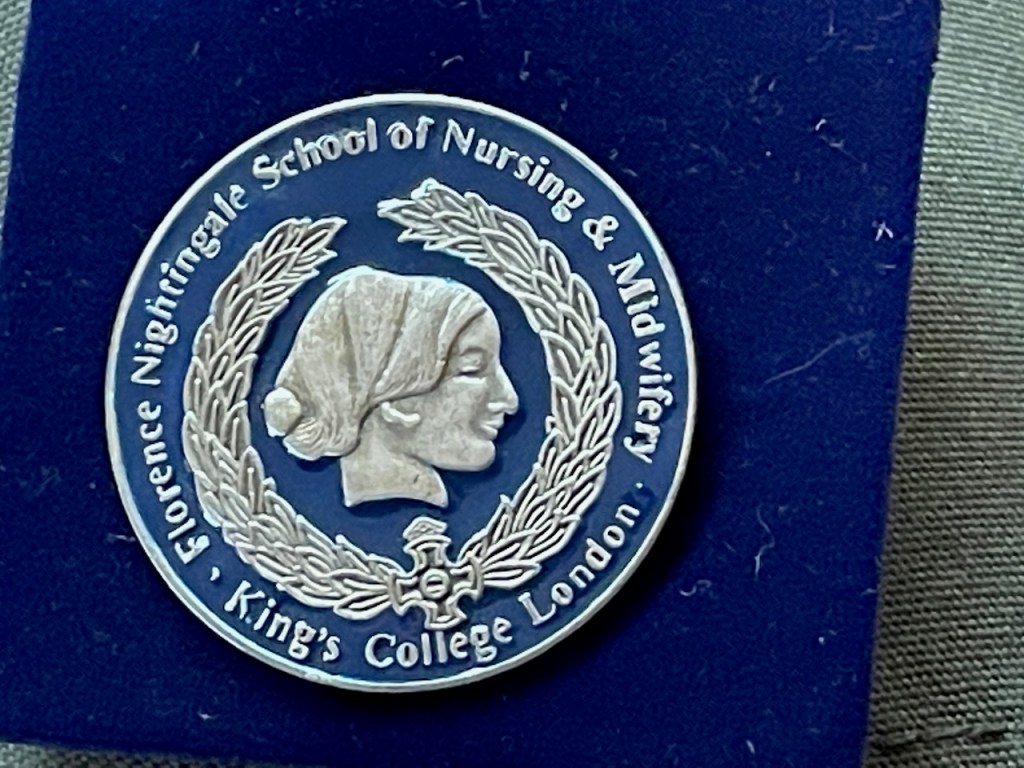 Florence Nightingale School of Nursing & Midwifery
King's College London